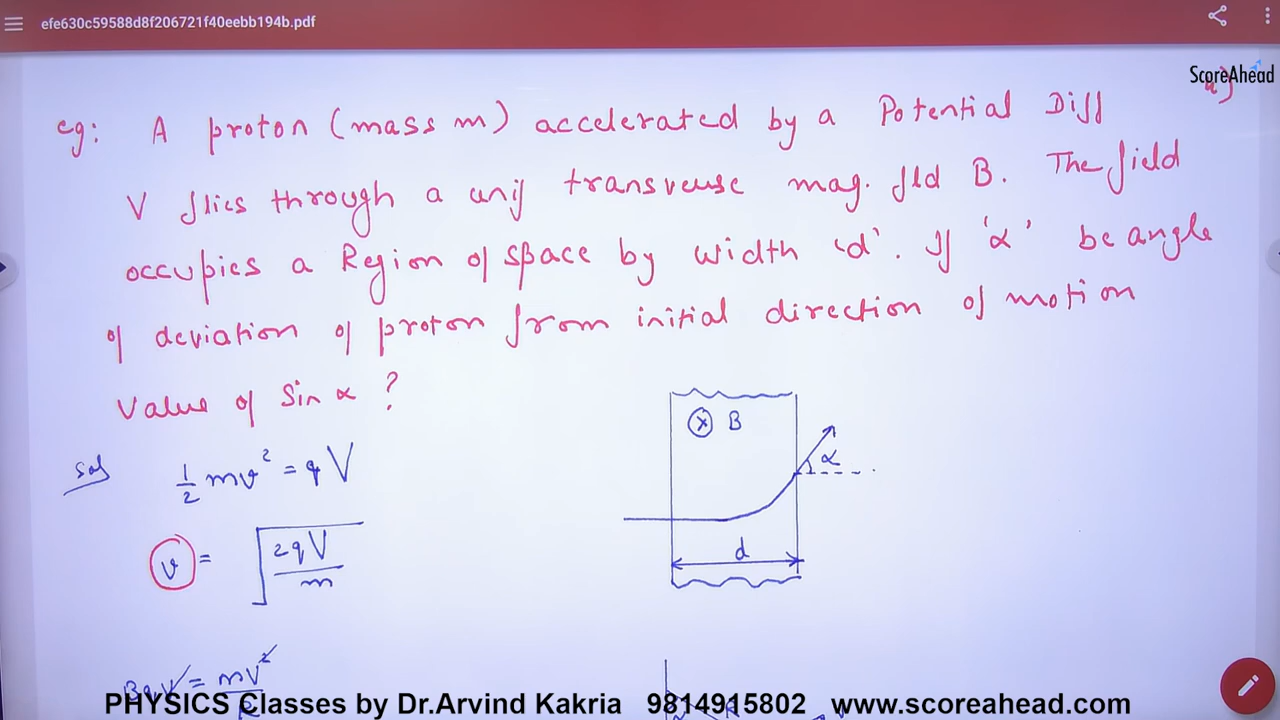 efe630c59588d8f206721f40eebb194b.pdf
ScoreAhead
eg: A proton (mass m) accelerated by a Potential Diff
V flies through a unif transverse mag. fld B. The field
occupies a Region of space by width 'd'. If 'α' be angle
of deviation of proton from initial direction of motion
Value of Sin α ?
Sol
1/2 mv² = qV
v = √(2qV/m)
⊗ B
α
d
BqV = mV²/R
R
PHYSICS Classes by Dr.Arvind Kakria 9814915802 www.scoreahead.com